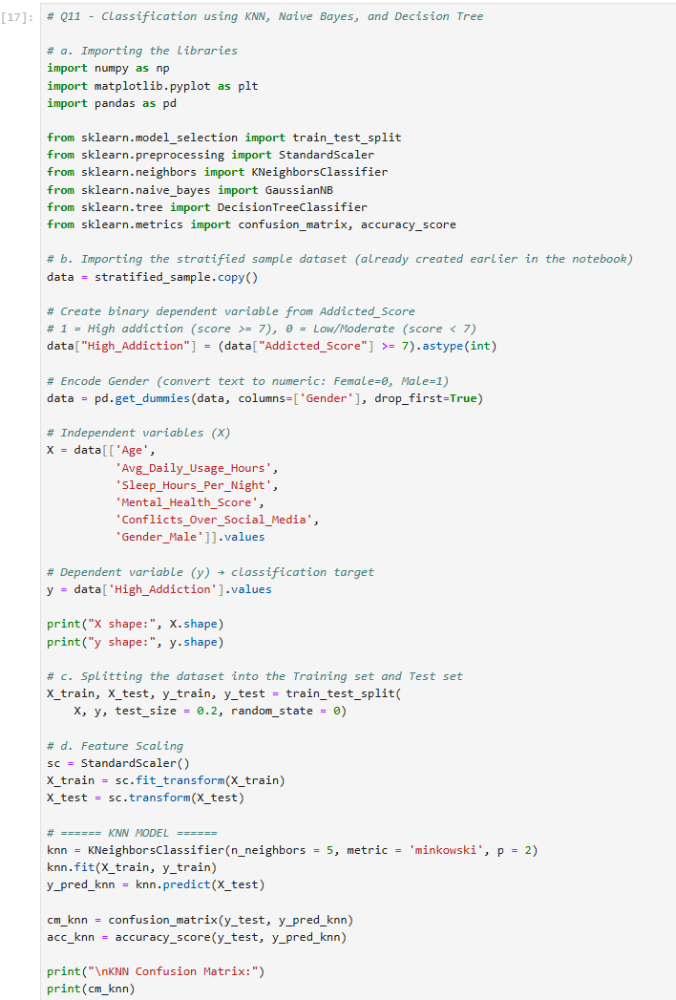 [17]: # Q11 - Classification using KNN, Naive Bayes, and Decision Tree
# a. Importing the libraries
import numpy as np
import matplotlib.pyplot as plt
import pandas as pd
from sklearn.model_selection import train_test_split
from sklearn.preprocessing import StandardScaler
from sklearn.neighbors import KNeighborsClassifier
from sklearn.naive_bayes import GaussianNB
from sklearn.tree import DecisionTreeClassifier
from sklearn.metrics import confusion_matrix, accuracy_score
# b. Importing the stratified sample dataset (already created earlier in the notebook)
data = stratified_sample.copy()
# Create binary dependent variable from Addicted_Score
# 1 = High addiction (score >= 7), 0 = Low/Moderate (score < 7)
data["High_Addiction"] = (data["Addicted_Score"] >= 7).astype(int)
# Encode Gender (convert text to numeric: Female=0, Male=1)
data = pd.get_dummies(data, columns=['Gender'], drop_first=True)
# Independent variables (X)
X = data[['Age',
'Avg_Daily_Usage_Hours',
'Sleep_Hours_Per_Night',
'Mental_Health_Score',
'Conflicts_Over_Social_Media',
'Gender_Male']].values
# Dependent variable (y) → classification target
y = data['High_Addiction'].values
print("X shape:", X.shape)
print("y shape:", y.shape)
# c. Splitting the dataset into the Training set and Test set
X_train, X_test, y_train, y_test = train_test_split(
X, y, test_size = 0.2, random_state = 0)
# d. Feature Scaling
sc = StandardScaler()
X_train = sc.fit_transform(X_train)
X_test = sc.transform(X_test)
# ====== KNN MODEL ======
knn = KNeighborsClassifier(n_neighbors = 5, metric = 'minkowski', p = 2)
knn.fit(X_train, y_train)
y_pred_knn = knn.predict(X_test)
cm_knn = confusion_matrix(y_test, y_pred_knn)
acc_knn = accuracy_score(y_test, y_pred_knn)
print("\nKNN Confusion Matrix:")
print(cm_knn)